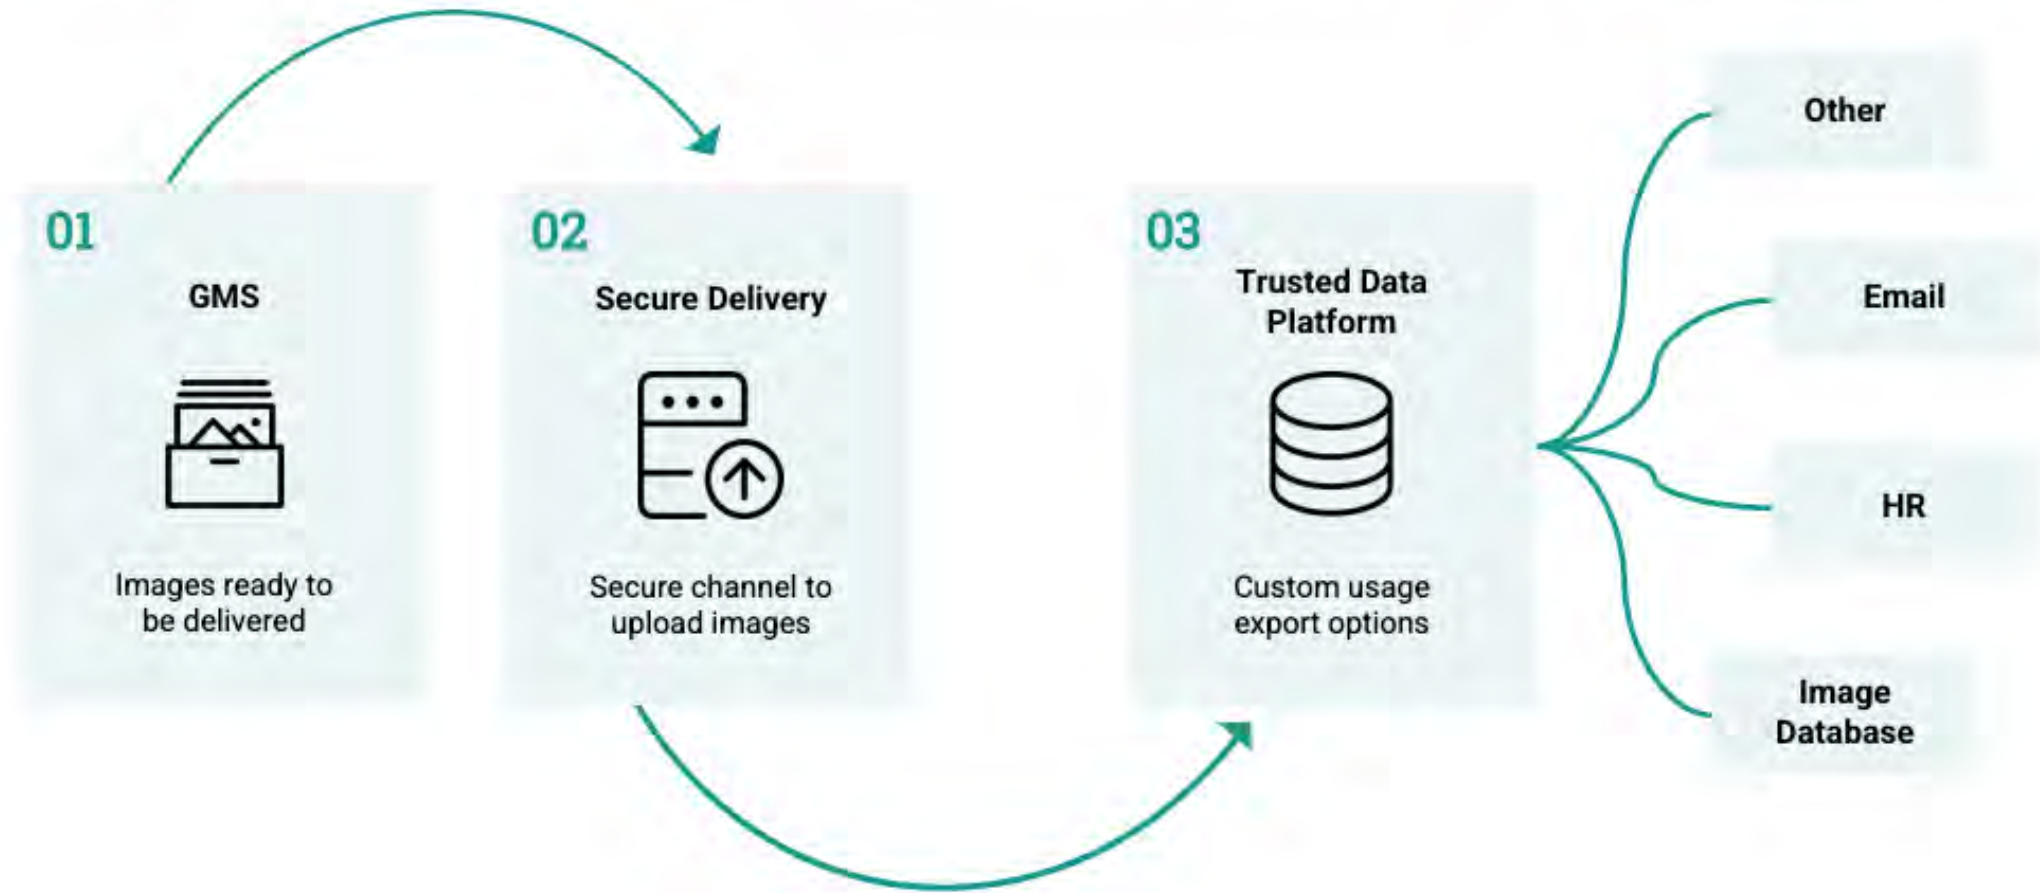 01
GMS
Images ready to
be delivered
02
Secure Delivery
Secure channel to
upload images
03
Trusted Data
Platform
Custom usage
export options
Other
Email
HR
Image
Database